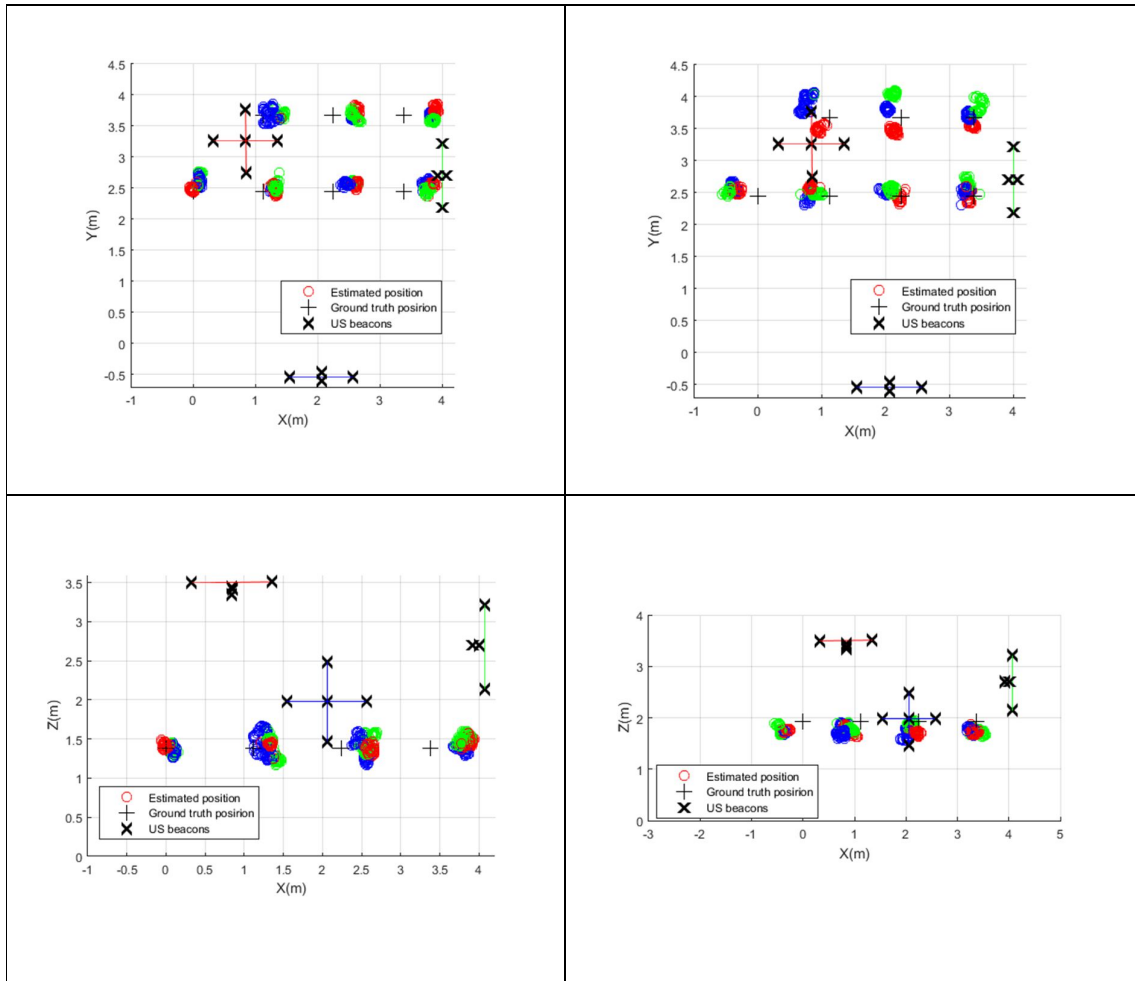 4.5
4
3.5
3
2.5
2
1.5
1
0.5
0
-0.5
-1 0 1 2 3 4
Y(m)
X(m)
Estimated position
Ground truth posirion
US beacons
4.5
4
3.5
3
2.5
2
1.5
1
0.5
0
-0.5
-1 0 1 2 3 4
Y(m)
X(m)
Estimated position
Ground truth posirion
US beacons
3.5
3
2.5
2
1.5
1
0.5
0
-1 -0.5 0 0.5 1 1.5 2 2.5 3 3.5 4
Z(m)
X(m)
Estimated position
Ground truth posirion
US beacons
4
3
2
1
0
-3 -2 -1 0 1 2 3 4 5
Z(m)
X(m)
Estimated position
Ground truth posirion
US beacons